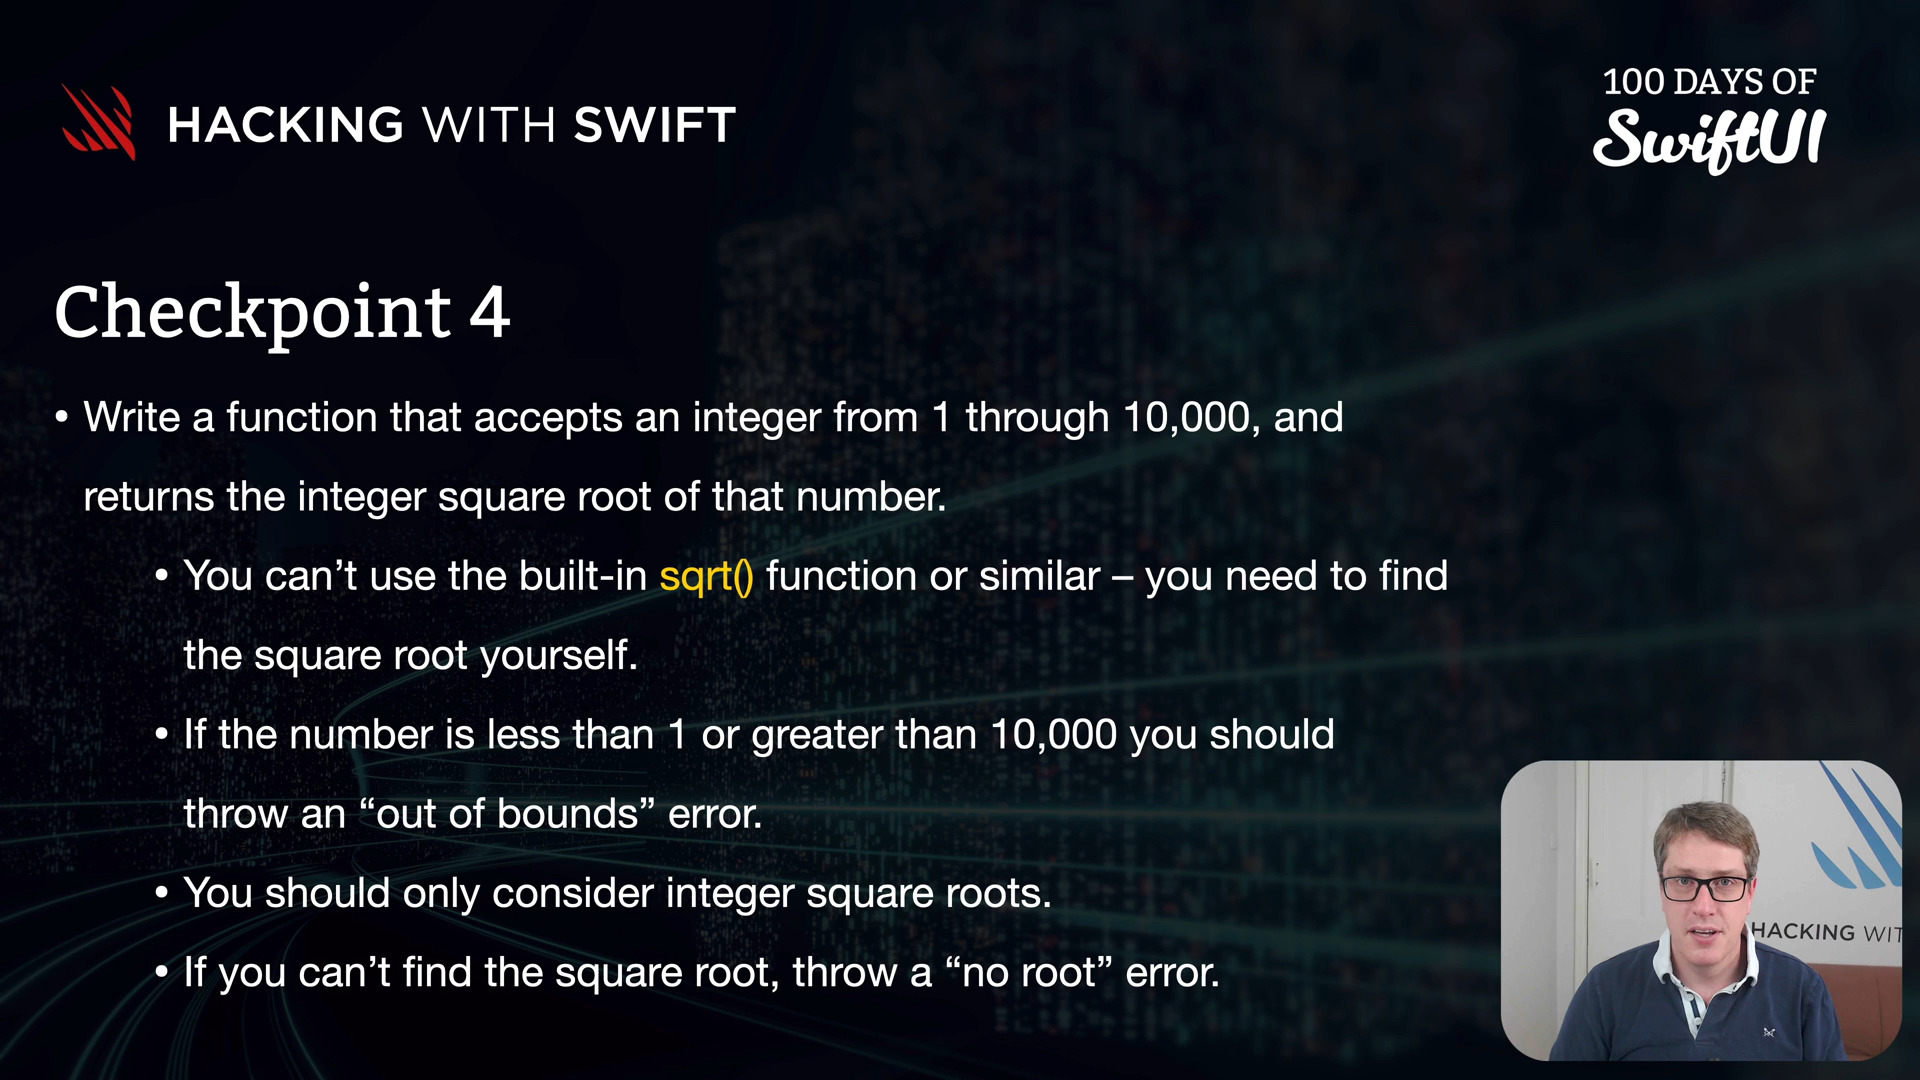 HACKING WITH SWIFT
100 DAYS OF
SwiftUI
Checkpoint 4
• Write a function that accepts an integer from 1 through 10,000, and
returns the integer square root of that number.
• You can’t use the built-in sqrt() function or similar – you need to find
the square root yourself.
• If the number is less than 1 or greater than 10,000 you should
throw an “out of bounds” error.
• You should only consider integer square roots.
• If you can’t find the square root, throw a “no root” error.
HACKING WIT